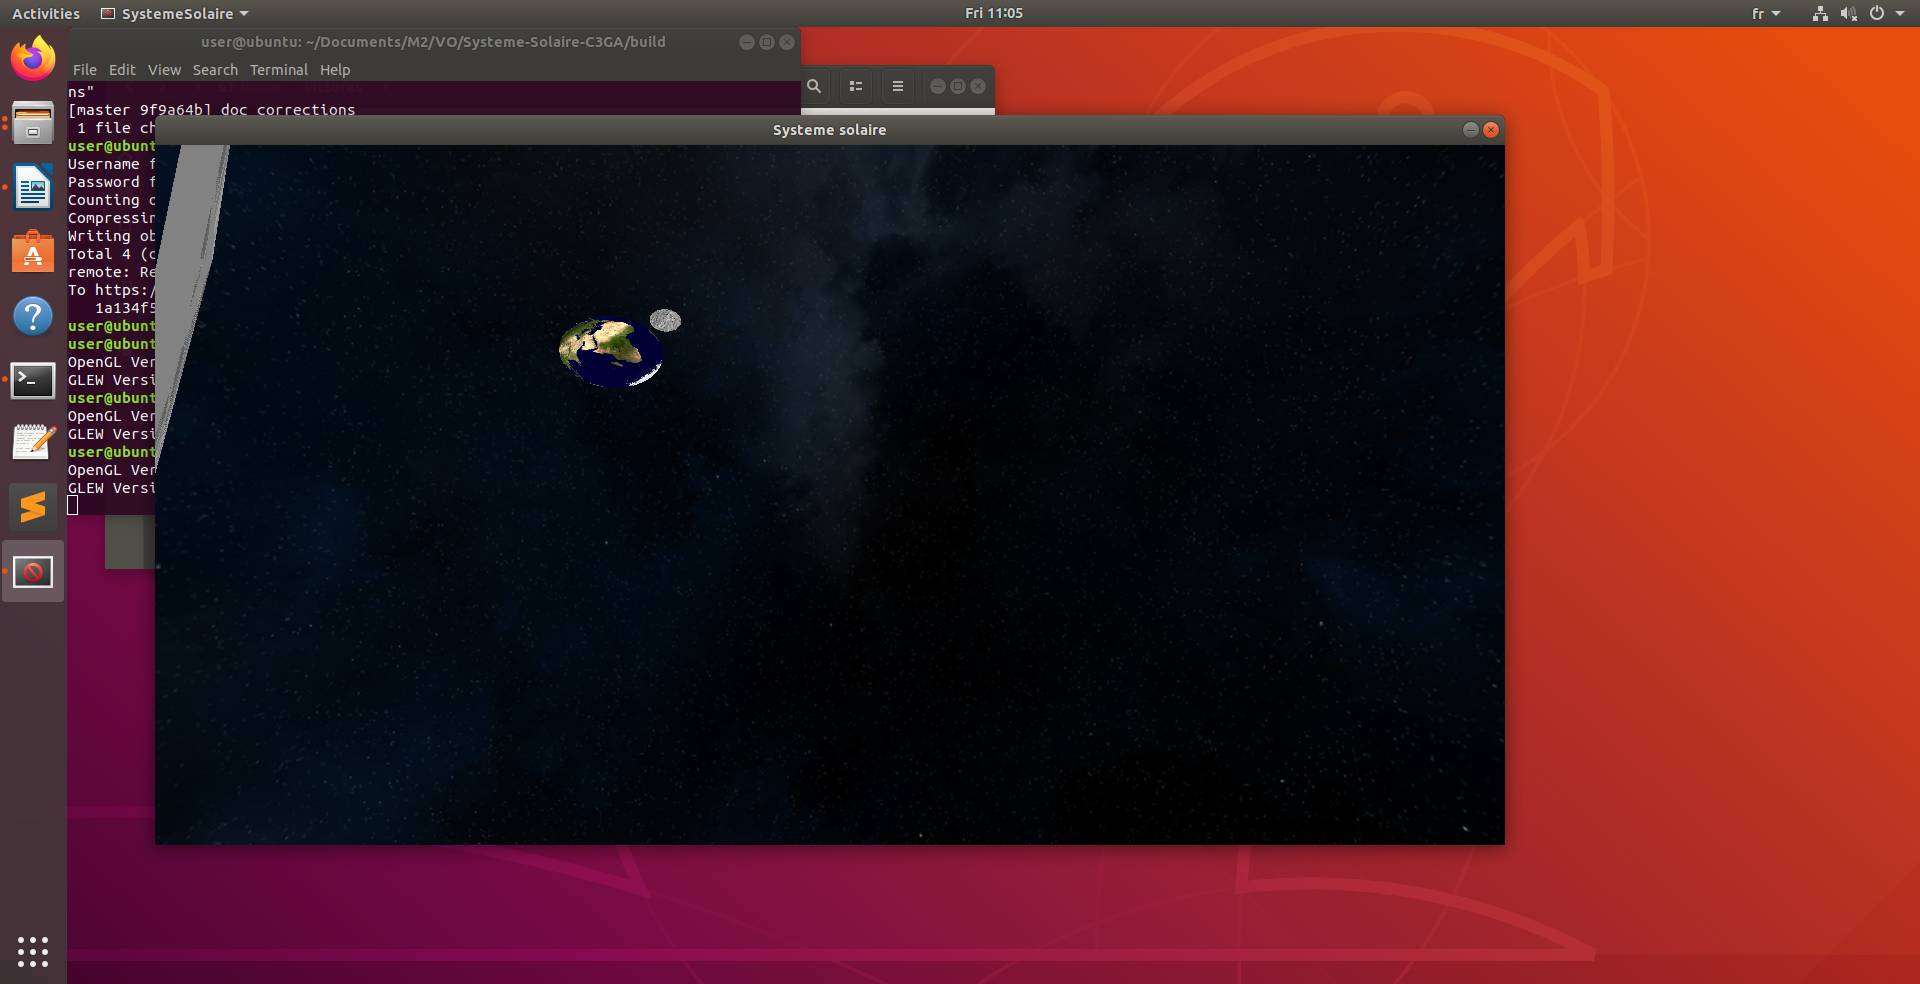 Activities
SystemeSolaire
Fri 11:05
fr
user@ubuntu: ~/Documents/M2/VO/Systeme-Solaire-C3GA/build
File Edit View Search Terminal Help
ns"
[master 9f9a64b] doc corrections
1 file ch
Systeme solaire
user@ubunt
Username f
Password f
Counting o
Compressin
Writing ob
Total 4 (d
remote: Re
To https:/
1a134f5
user@ubunt
user@ubunt
OpenGL Ver
GLEW Versi
user@ubunt
OpenGL Ver
GLEW Versi
user@ubunt
OpenGL Ver
GLEW Versi